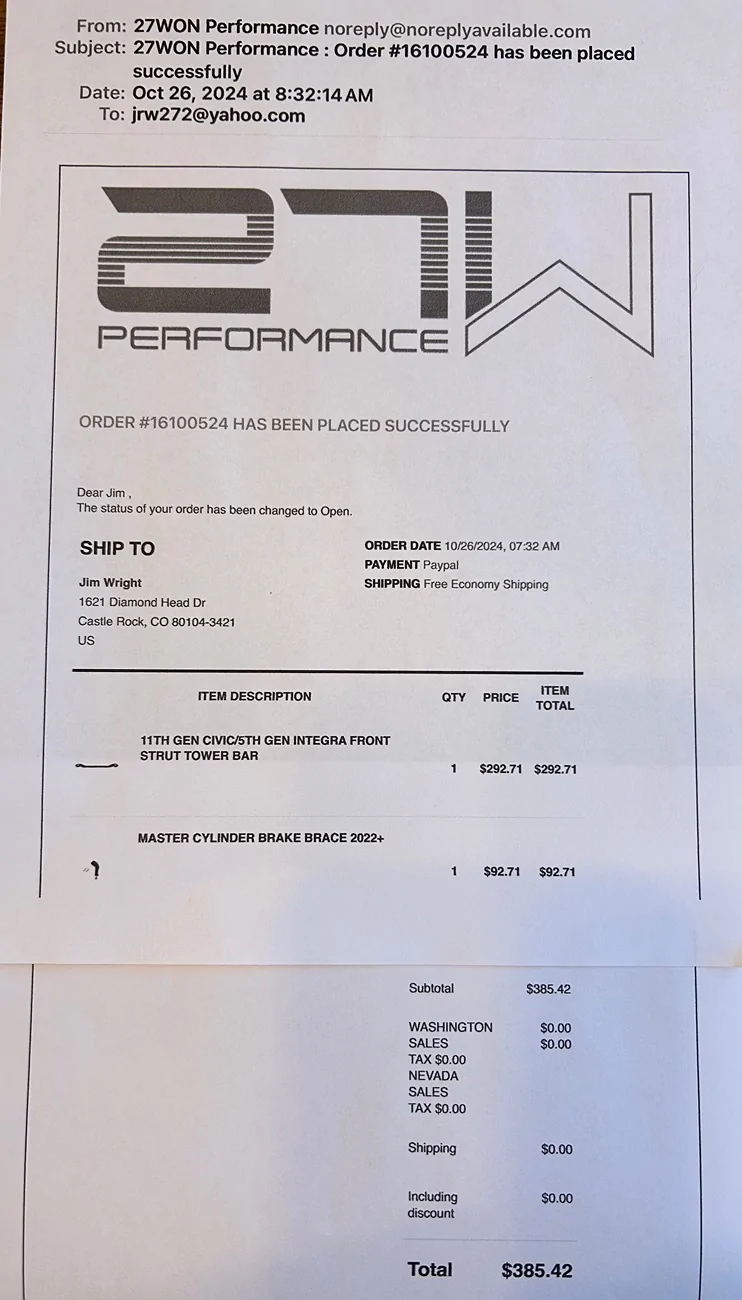 From: 27WON Performance noreply@noreplyavailable.com
Subject: 27WON Performance : Order #16100524 has been placed
successfully
Date: Oct 26, 2024 at 8:32:14 AM
To: jrw272@yahoo.com
27W
PERFORMANCE
ORDER #16100524 HAS BEEN PLACED SUCCESSFULLY
Dear Jim ,
The status of your order has been changed to Open.
SHIP TO
Jim Wright
1621 Diamond Head Dr
Castle Rock, CO 80104-3421
US
ORDER DATE 10/26/2024, 07:32 AM
PAYMENT Paypal
SHIPPING Free Economy Shipping
ITEM DESCRIPTION QTY PRICE ITEM TOTAL
11TH GEN CIVIC/5TH GEN INTEGRA FRONT
STRUT TOWER BAR
1 $292.71 $292.71
MASTER CYLINDER BRAKE BRACE 2022+
1 $92.71 $92.71
Subtotal $385.42
WASHINGTON $0.00
SALES $0.00
TAX $0.00
NEVADA
SALES
TAX $0.00
Shipping $0.00
Including $0.00
discount
Total $385.42